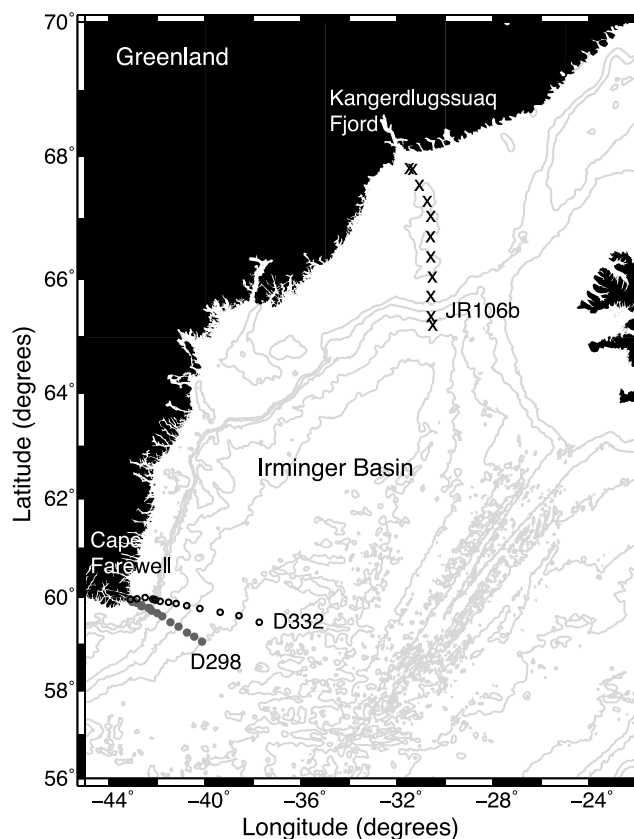 70°
Greenland
Kangerdlugssuaq
Fjord
68°
66°
JR106b
64°
Irminger Basin
62°
Cape
Farewell
60°
D332
D298
58°
56°
−44° −40° −36° −32° −28° −24°
Longitude (degrees)
Latitude (degrees)